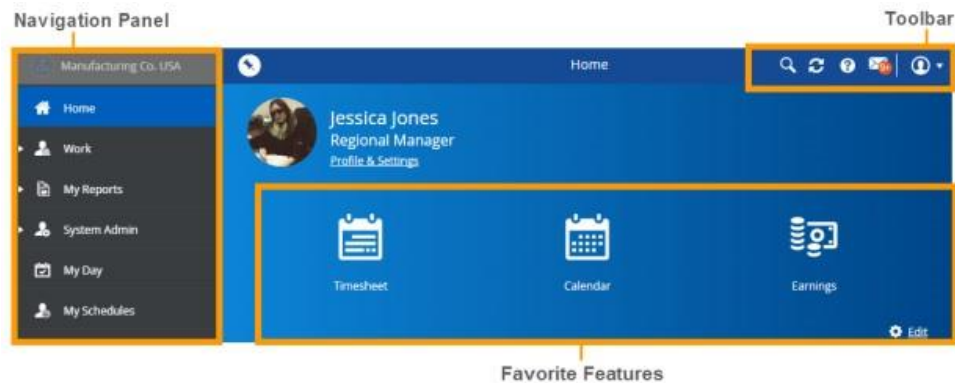 Navigation Panel
Toolbar
Manufacturing Co. USA
Home
9+
Home
Work
My Reports
System Admin
My Day
My Schedules
Jessica Jones
Regional Manager
Profile & Settings
Timesheet
Calendar
Earnings
Edit
Favorite Features